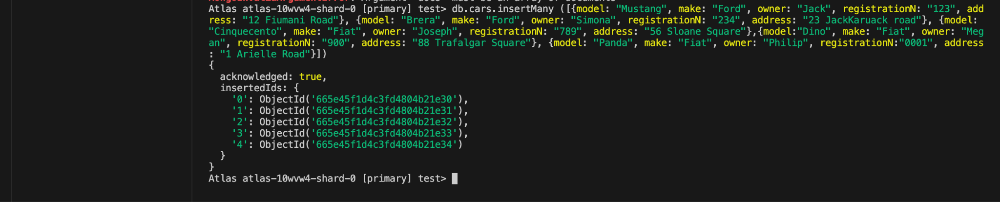 Atlas atlas-10wvw4-shard-0 [primary] test> db.cars.insertMany ([{model: "Mustang", make: "Ford", owner: "Jack", registrationN: "123", add
ress: "12 Fiumani Road"}, {model: "Brera", make: "Ford", owner: "Simona", registrationN: "234", address: "23 JackKaruack road"}, {model:
"Cinquecento", make: "Fiat", owner: "Joseph", registrationN: "789", address: "56 Sloane Square"},{model:"Dino", make: "Fiat", owner: "Meg
an", registrationN: "900", address: "88 Trafalgar Square"}, {model: "Panda", make: "Fiat", owner: "Philip", registrationN:"0001", address
: "1 Arielle Road"}])
{
  acknowledged: true,
  insertedIds: {
    '0': ObjectId('665e45f1d4c3fd4804b21e30'),
    '1': ObjectId('665e45f1d4c3fd4804b21e31'),
    '2': ObjectId('665e45f1d4c3fd4804b21e32'),
    '3': ObjectId('665e45f1d4c3fd4804b21e33'),
    '4': ObjectId('665e45f1d4c3fd4804b21e34')
  }
}
Atlas atlas-10wvw4-shard-0 [primary] test>